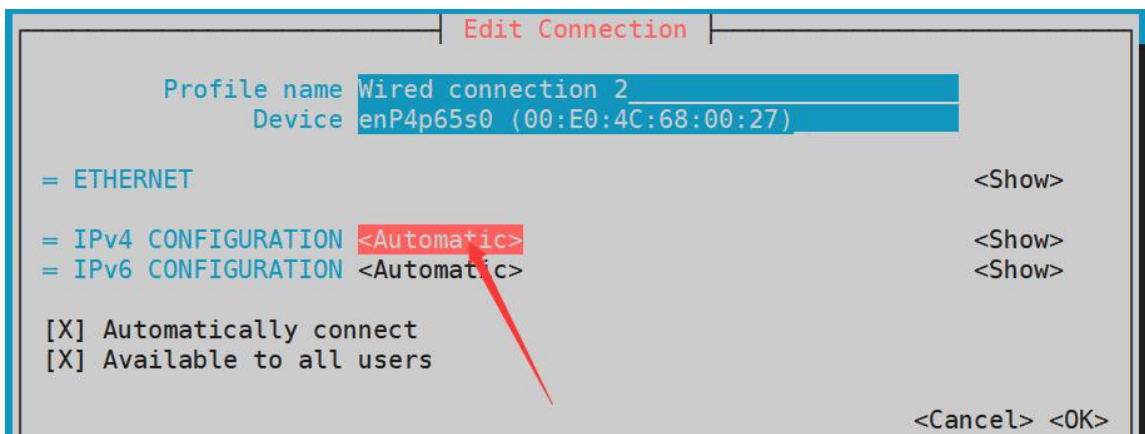 Edit Connection
Profile name Wired connection 2
Device enP4p65s0 (00:E0:4C:68:00:27)
= ETHERNET <Show>
= IPv4 CONFIGURATION <Automatic> <Show>
= IPv6 CONFIGURATION <Automatic> <Show>
[X] Automatically connect
[X] Available to all users
<Cancel> <OK>